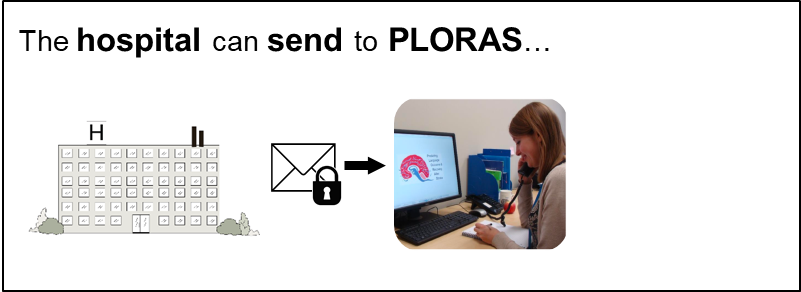 The hospital can send to PLORAS…
H